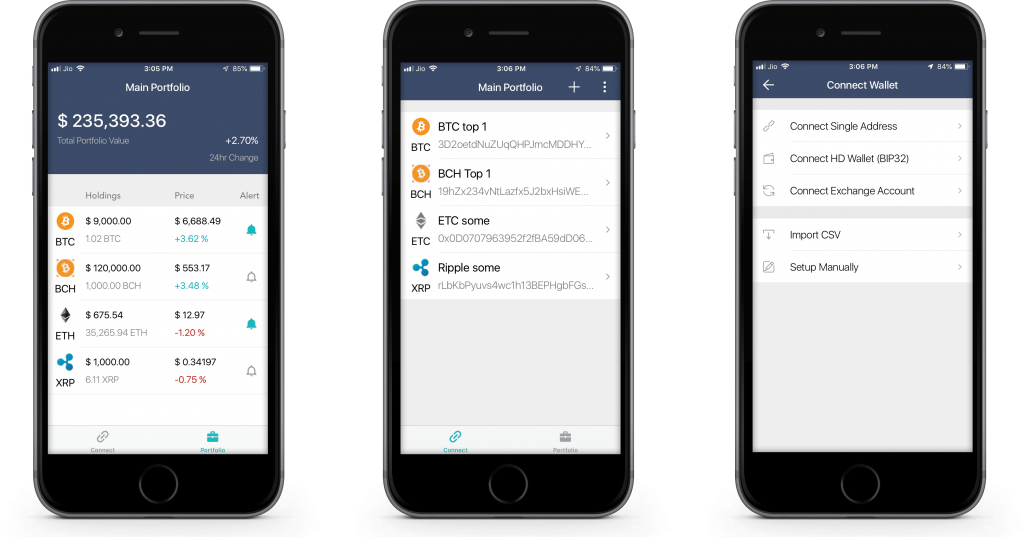 Jio 3:05 PM 85%
Main Portfolio
$ 235,393.36
Total Portfolio Value +2.70%
24hr Change
Holdings Price Alert
$ 9,000.00 $ 6,688.49
BTC 1.02 BTC +3.62 %
$ 120,000.00 $ 553.17
BCH 1,000.00 BCH +3.48 %
$ 675.54 $ 12.97
ETH 35,265.94 ETH -1.20 %
$ 1,000.00 $ 0.34197
XRP 6.11 XRP -0.75 %
Connect Portfolio
Jio 3:06 PM 84%
Main Portfolio
BTC top 1
BTC 3D2oetdNuZUqQHPJmcMDDHY...
BCH Top 1
BCH 19hZx234vNtLazfx5J2bxHsiWE...
ETC some
ETC 0x0D0707963952f2fBA59dD06...
Ripple some
XRP rLbKbPyuvs4wc1h13BEPHgbFGs...
Connect Portfolio
Jio 3:06 PM 84%
Connect Wallet
Connect Single Address
Connect HD Wallet (BIP32)
Connect Exchange Account
Import CSV
Setup Manually